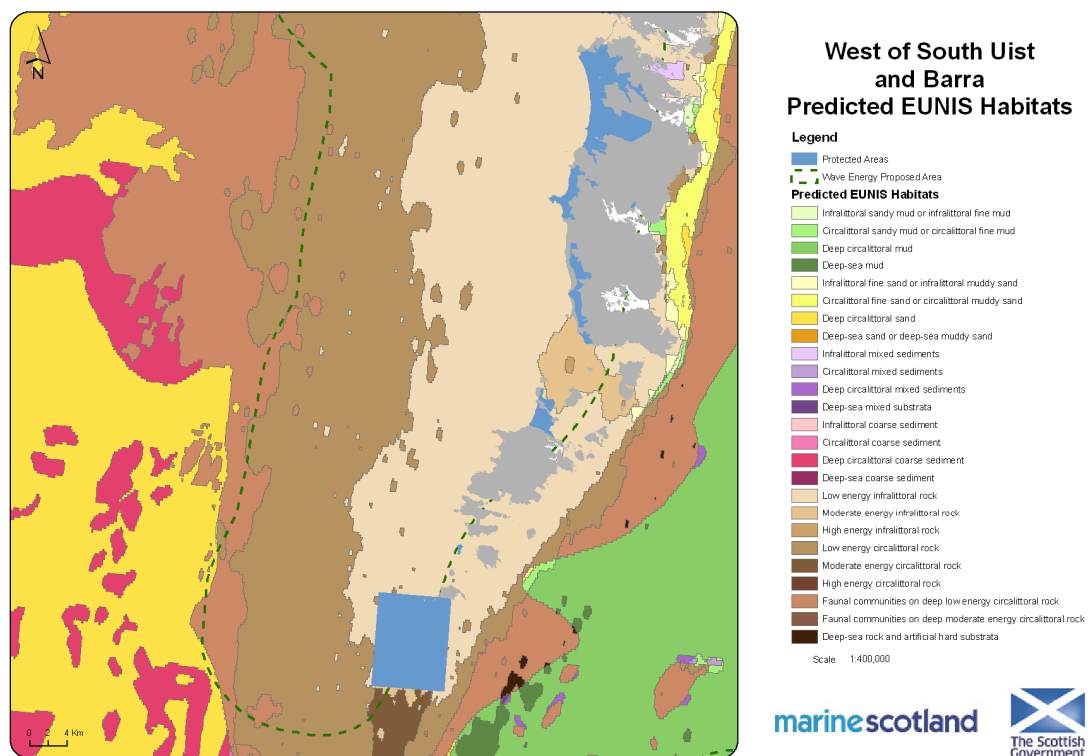 N
0 2 4 Km
West of South Uist
and Barra
Predicted EUNIS Habitats
Legend
Protected Areas
Wave Energy Proposed Area
Predicted EUNIS Habitats
Infralittoral sandy mud or infralittoral fine mud
Circalittoral sandy mud or circalittoral fine mud
Deep circalittoral mud
Deep-sea mud
Infralittoral fine sand or infralittoral muddy sand
Circalittoral fine sand or circalittoral muddy sand
Deep circalittoral sand
Deep-sea sand or deep-sea muddy sand
Infralittoral mixed sediments
Circalittoral mixed sediments
Deep circalittoral mixed sediments
Deep-sea mixed substrata
Infralittoral coarse sediment
Circalittoral coarse sediment
Deep circalittoral coarse sediment
Deep-sea coarse sediment
Low energy infralittoral rock
Moderate energy infralittoral rock
High energy infralittoral rock
Low energy circalittoral rock
Moderate energy circalittoral rock
High energy circalittoral rock
Faunal communities on deep low energy circalittoral rock
Faunal communities on deep moderate energy circalittoral rock
Deep-sea rock and artificial hard substrata
Scale 1:400,000
marinescotland
The Scottish
Government